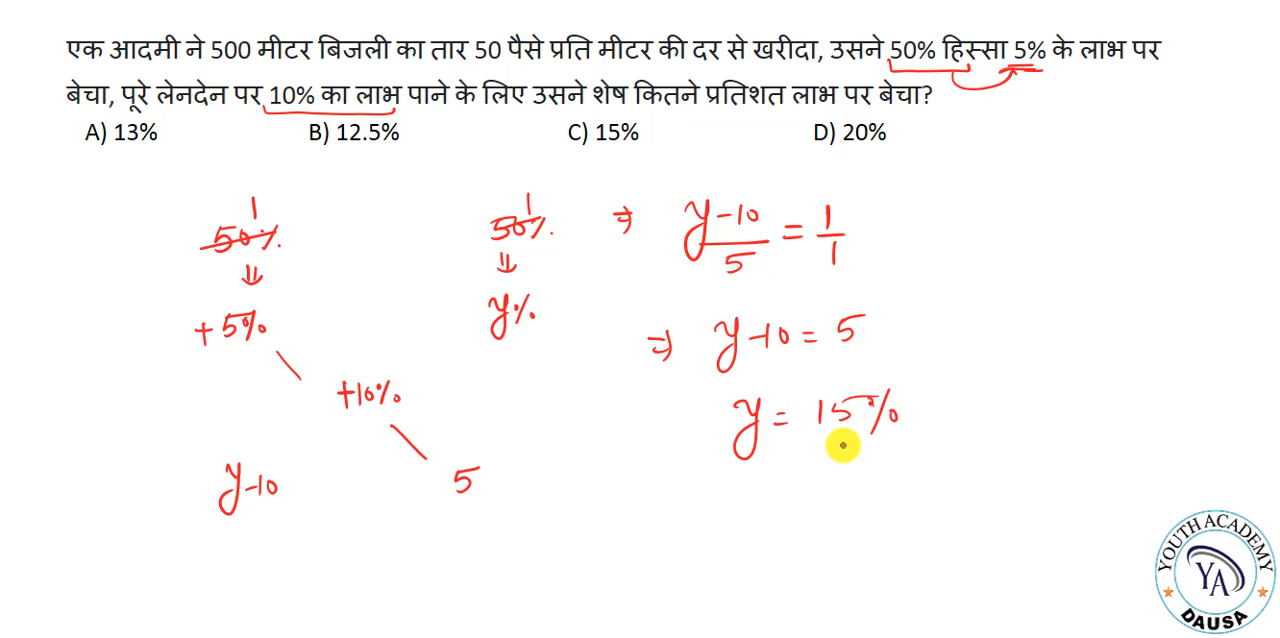 एक आदमी ने 500 मीटर बिजली का तार 50 पैसे प्रति मीटर की दर से खरीदा, उसने 50% हिस्सा 5% के लाभ पर
बेचा, पूरे लेनदेन पर 10% का लाभ पाने के लिए उसने शेष कितने प्रतिशत लाभ पर बेचा?
A) 13% B) 12.5% C) 15% D) 20%
1 1
50% 50% ⇒ y-10/5 = 1/1
⇓ ⇓
+5% y%
⇒ y-10 = 5
+10%
y = 15%
y-10 5
YOUTH ACADEMY
YA
DAUSA